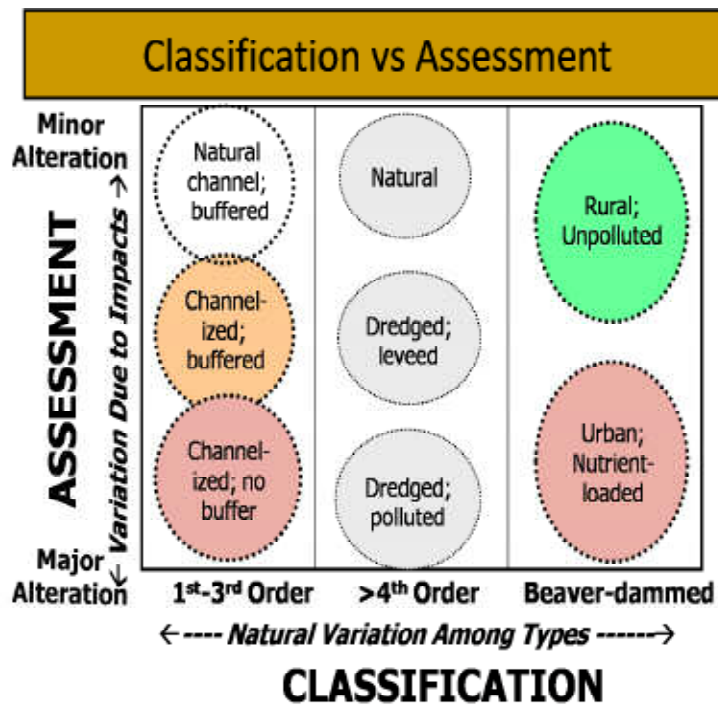 Classification vs Assessment
Minor
Alteration
Natural
channel;
buffered
Natural
Rural;
Unpolluted
Channel-
ized;
buffered
Dredged;
leveed
Channel-
ized; no
buffer
Dredged;
polluted
Urban;
Nutrient-
loaded
ASSESSMENT
← Variation Due to Impacts →
Major
Alteration
1st-3rd Order
>4th Order
Beaver-dammed
←---- Natural Variation Among Types ------→
CLASSIFICATION